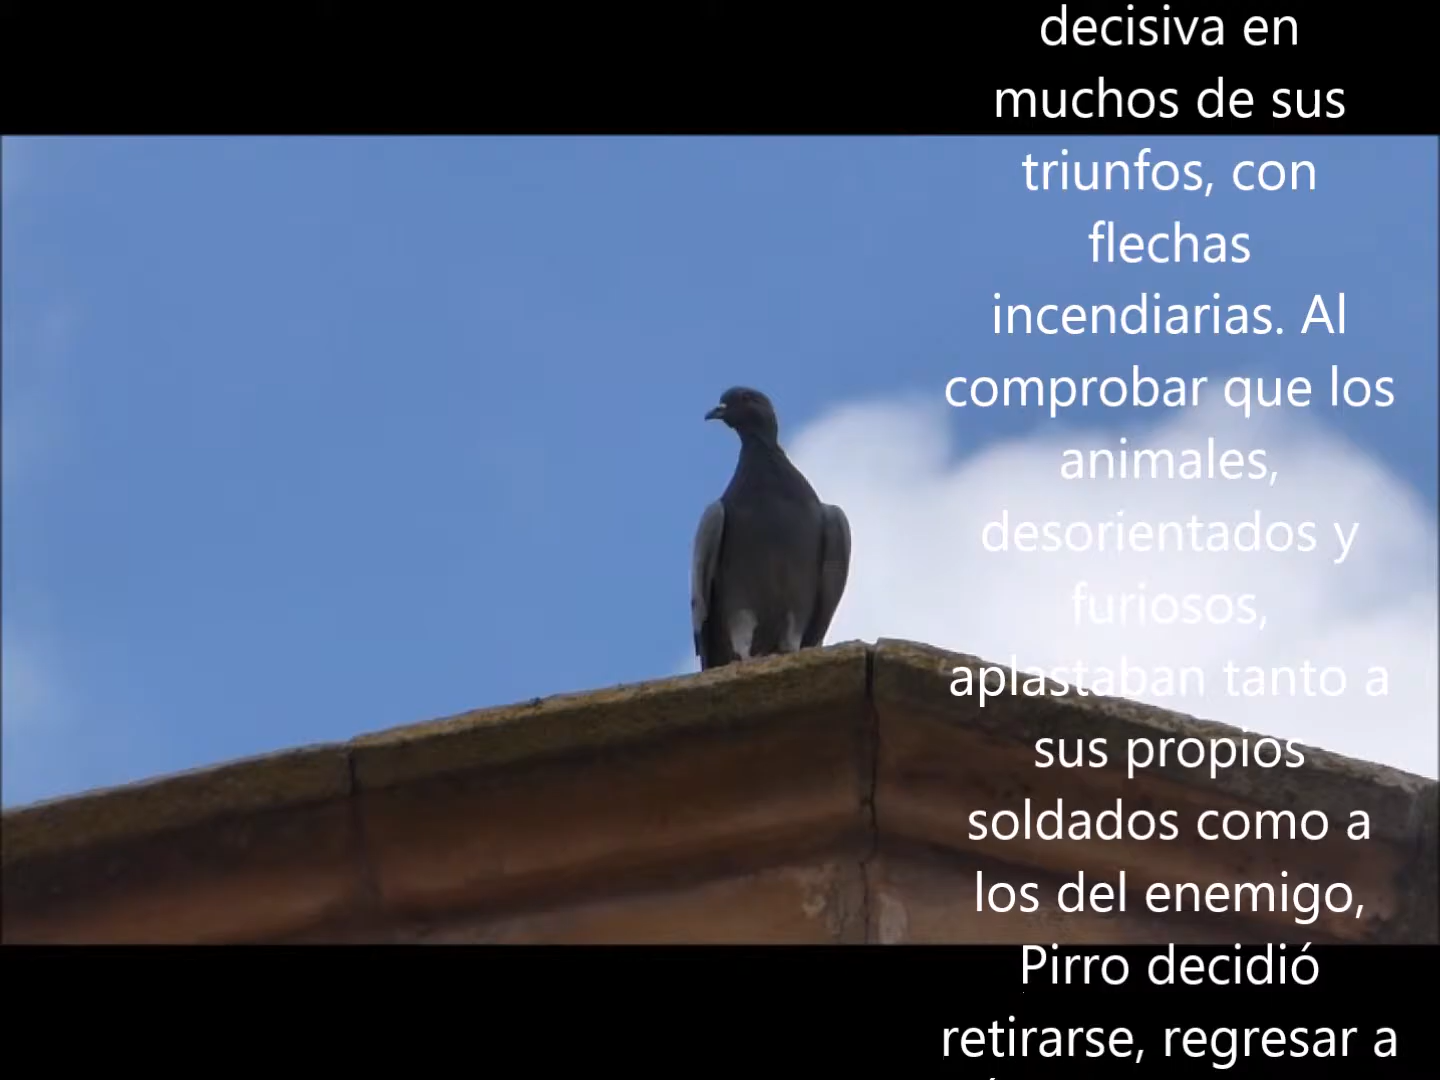 decisiva en
muchos de sus
triunfos, con
flechas
incendiarias. Al
comprobar que los
animales,
desorientados y
furiosos,
aplastaban tanto a
sus propios
soldados como a
los del enemigo,
Pirro decidió
retirarse, regresar a